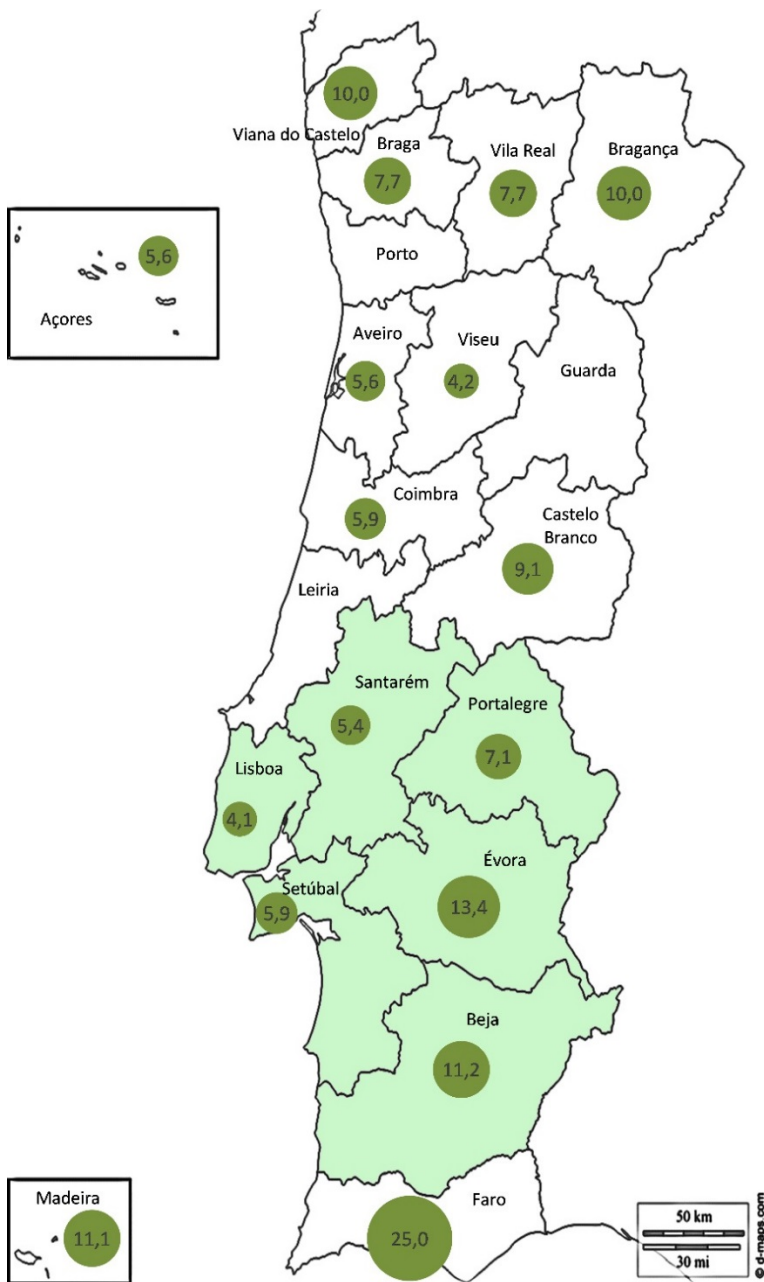 10,0
Viana do Castelo
Braga
7,7
Vila Real
7,7
Bragança
10,0
Porto
5,6
Açores
Aveiro
5,6
Viseu
4,2
Guarda
Coimbra
5,9
Castelo
Branco
9,1
Leiria
Santarém
5,4
Portalegre
7,1
Lisboa
4,1
Setúbal
5,9
Évora
13,4
Beja
11,2
Madeira
11,1
Faro
25,0
50 km
30 mi
© d-maps.com